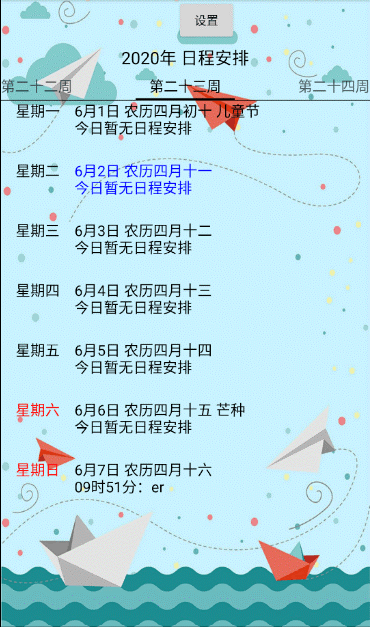 设置
2020年 日程安排
第二十二周 第二十三周 第二十四周
星期一 6月1日 农历四月初十 儿童节
今日暂无日程安排
星期二 6月2日 农历四月十一
今日暂无日程安排
星期三 6月3日 农历四月十二
今日暂无日程安排
星期四 6月4日 农历四月十三
今日暂无日程安排
星期五 6月5日 农历四月十四
今日暂无日程安排
星期六 6月6日 农历四月十五 芒种
今日暂无日程安排
星期日 6月7日 农历四月十六
09时51分：er